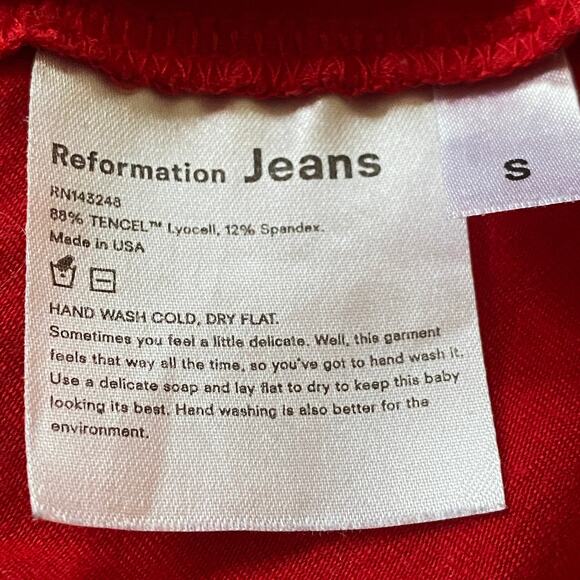 Reformation Jeans
S
RN143248
88% TENCEL™ Lyocell, 12% Spandex.
Made in USA
HAND WASH COLD, DRY FLAT.
Sometimes you feel a little delicate. Well, this garment
feels that way all the time, so you've got to hand wash it.
Use a delicate soap and lay flat to dry to keep this baby
looking its best. Hand washing is also better for the
environment.